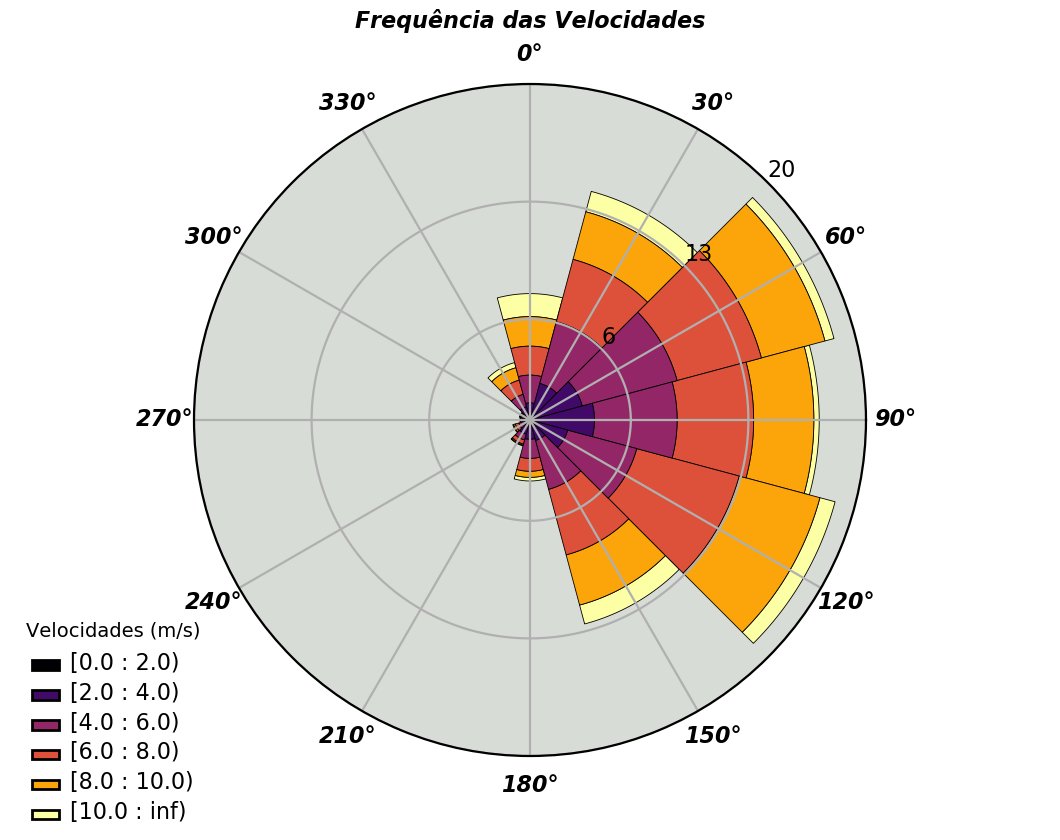 Frequência das Velocidades
0°
330°
30°
20
300°
60°
13
6
270°
90°
240°
120°
210°
150°
180°
Velocidades (m/s)
[0.0 : 2.0)
[2.0 : 4.0)
[4.0 : 6.0)
[6.0 : 8.0)
[8.0 : 10.0)
[10.0 : inf)